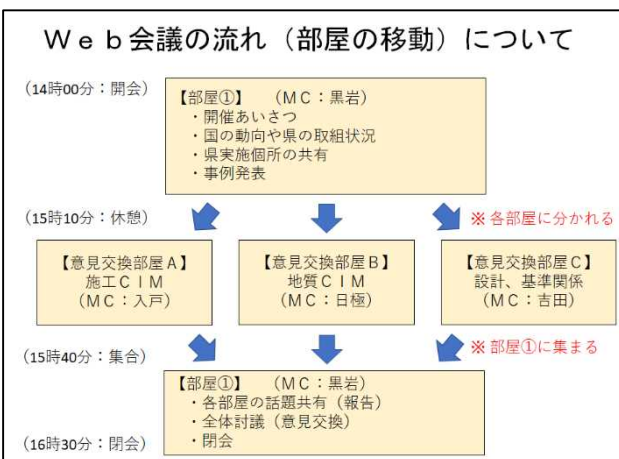 Ｗｅｂ会議の流れ（部屋の移動）について
（14時00分：開会）
【部屋①】　（ＭＣ：黒岩）
・開催あいさつ
・国の動向や県の取組状況
・県実施個所の共有
・事例発表
（15時10分：休憩）
※ 各部屋に分かれる
【意見交換部屋Ａ】
施工ＣＩＭ
（ＭＣ：入戸）
【意見交換部屋Ｂ】
地質ＣＩＭ
（ＭＣ：日極）
【意見交換部屋Ｃ】
設計、基準関係
（ＭＣ：吉田）
（15時40分：集合）
※ 部屋①に集まる
【部屋①】　（ＭＣ：黒岩）
・各部屋の話題共有（報告）
・全体討議（意見交換）
・閉会
（16時30分：閉会）